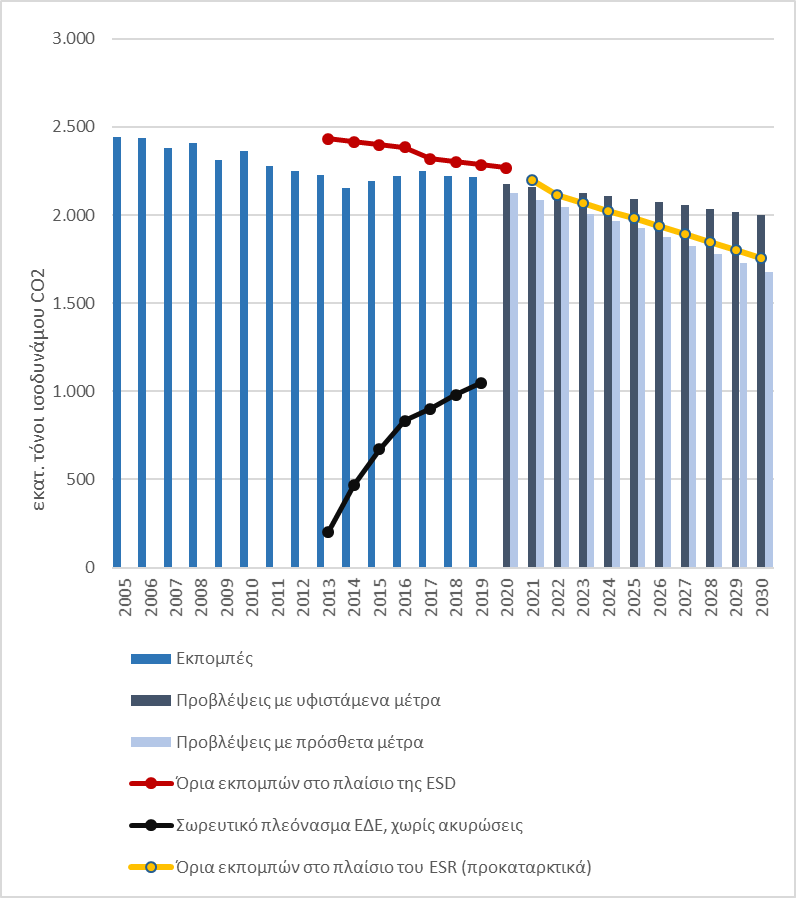 3.000
2.500
2.000
1.500
1.000
500
0
εκατ. τόνοι ισοδυνάμου CO2
2005 2006 2007 2008 2009 2010 2011 2012 2013 2014 2015 2016 2017 2018 2019 2020 2021 2022 2023 2024 2025 2026 2027 2028 2029 2030
Εκπομπές
Προβλέψεις με υφιστάμενα μέτρα
Προβλέψεις με πρόσθετα μέτρα
Όρια εκπομπών στο πλαίσιο της ESD
Σωρευτικό πλεόνασμα ΕΔΕ, χωρίς ακυρώσεις
Όρια εκπομπών στο πλαίσιο του ESR (προκαταρκτικά)